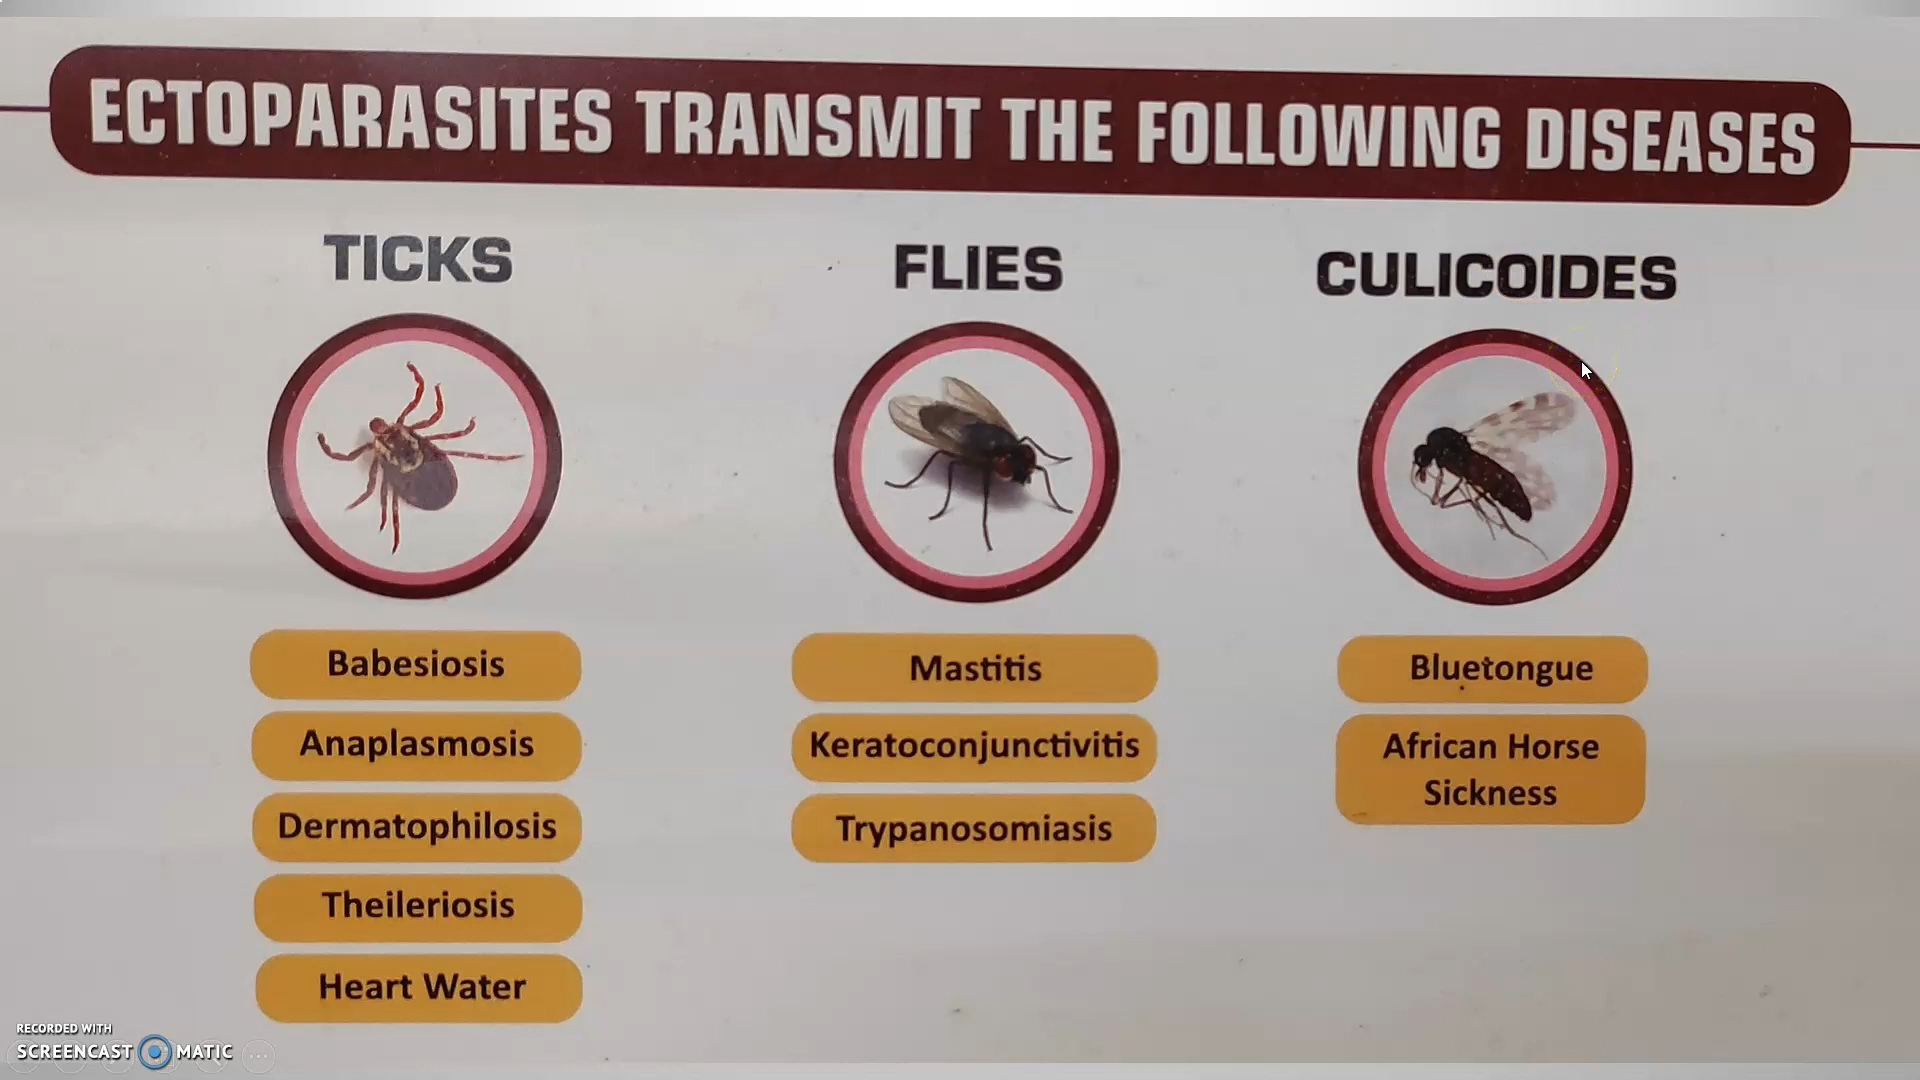 ECTOPARASITES TRANSMIT THE FOLLOWING DISEASES
TICKS
Babesiosis
Anaplasmosis
Dermatophilosis
Theileriosis
Heart Water
FLIES
Mastitis
Keratoconjunctivitis
Trypanosomiasis
CULICOIDES
Bluetongue
African Horse
Sickness
RECORDED WITH
SCREENCAST MATIC